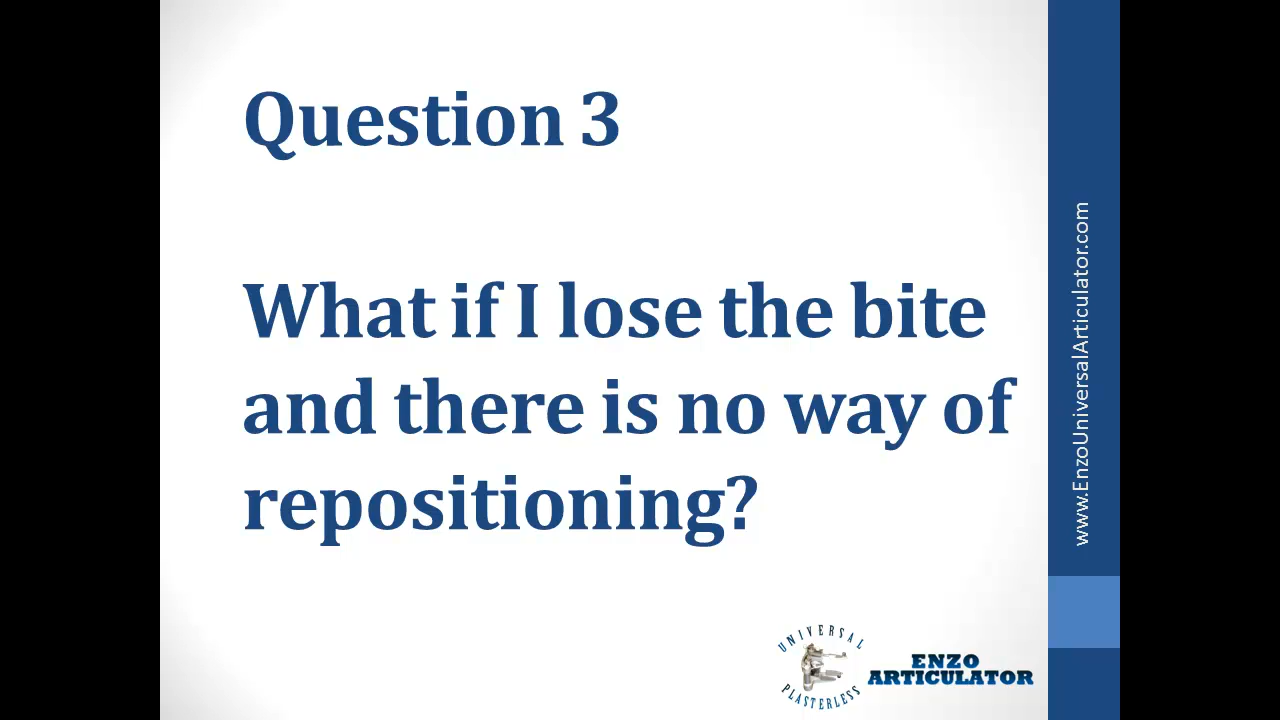 Question 3
What if I lose the bite
and there is no way of
repositioning?
www.EnzoUniversalArticulator.com
UNIVERSAL
PLASTERLESS
ENZO
ARTICULATOR